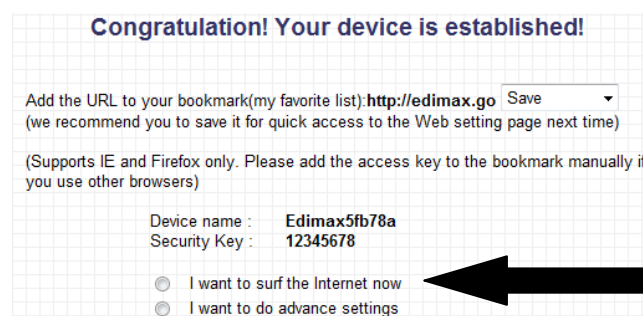 Congratulation! Your device is established!
Add the URL to your bookmark(my favorite list):http://edimax.go Save
(we recommend you to save it for quick access to the Web setting page next time)
(Supports IE and Firefox only. Please add the access key to the bookmark manually if
you use other browsers)
Device name : Edimax5fb78a
Security Key : 12345678
I want to surf the Internet now
I want to do advance settings